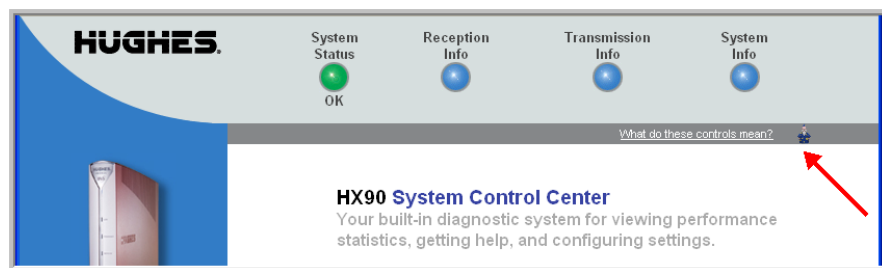 HUGHES.
System Status
Reception Info
Transmission Info
System Info
OK
What do these controls mean?
HX90 System Control Center
Your built-in diagnostic system for viewing performance
statistics, getting help, and configuring settings.